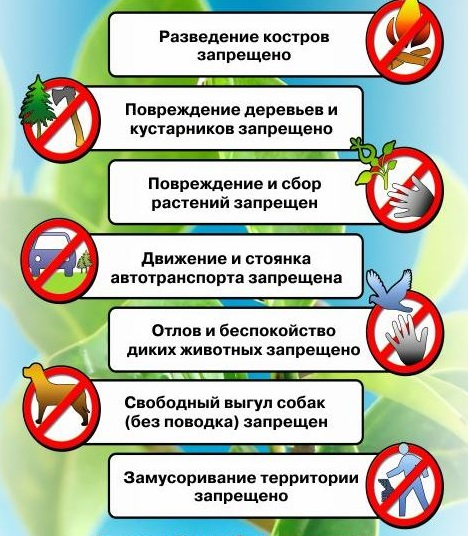 Разведение костров
запрещено
Повреждение деревьев и
кустарников запрещено
Повреждение и сбор
растений запрещен
Движение и стоянка
автотранспорта запрещена
Отлов и беспокойство
диких животных запрещено
Свободный выгул собак
(без поводка) запрещен
Замусоривание территории
запрещено